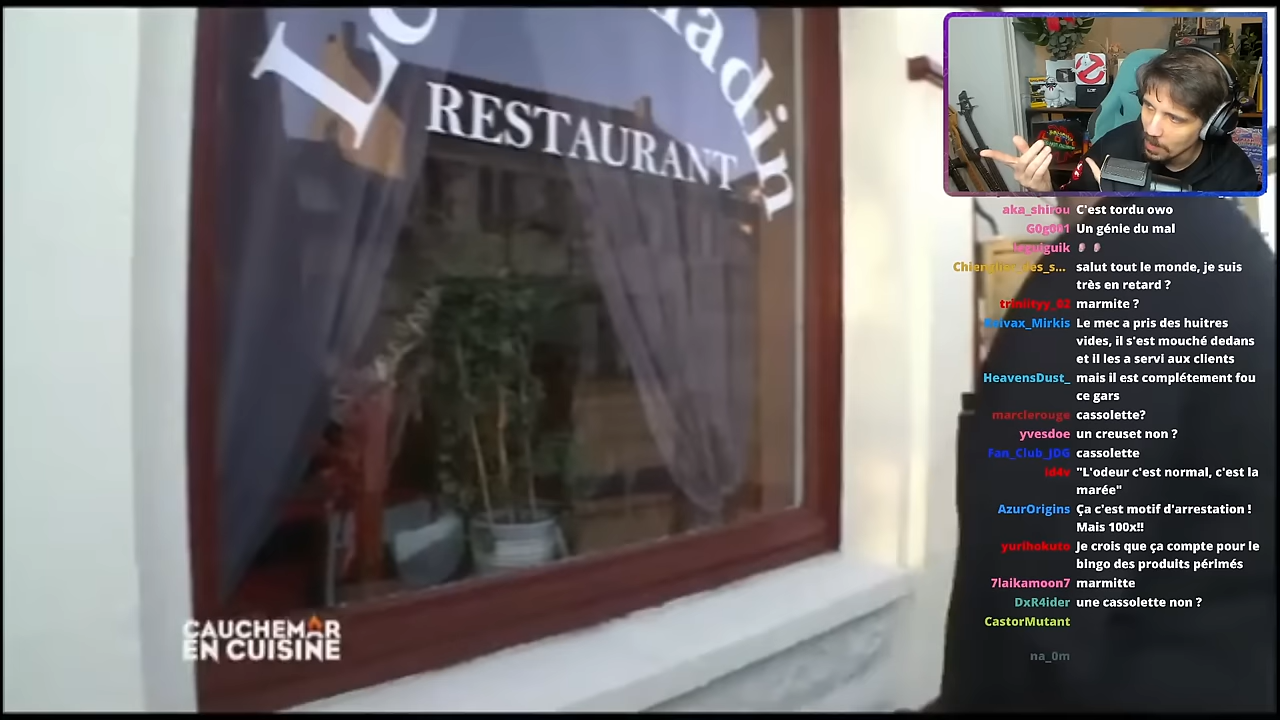 Le
adin
RESTAURANT
CAUCHEMAR
EN CUISINE
aka_shirou C'est tordu owo
G0g001 Un génie du mal
salut tout le monde, je suis
très en retard ?
triniityy_02 marmite ?
Le mec a pris des huitres
vides, il s'est mouché dedans
et il les a servi aux clients
HeavensDust_ mais il est complétement fou
ce gars
marclerouge cassolette?
yvesdoe un creuset non ?
Fan_Club_JDG cassolette
id4v "L'odeur c'est normal, c'est la
marée"
AzurOrigins Ça c'est motif d'arrestation !
Mais 100x!!
yurihokuto Je crois que ça compte pour le
bingo des produits périmés
7laikamoon7 marmitte
DxR4ider une cassolette non ?
CastorMutant
na_0m